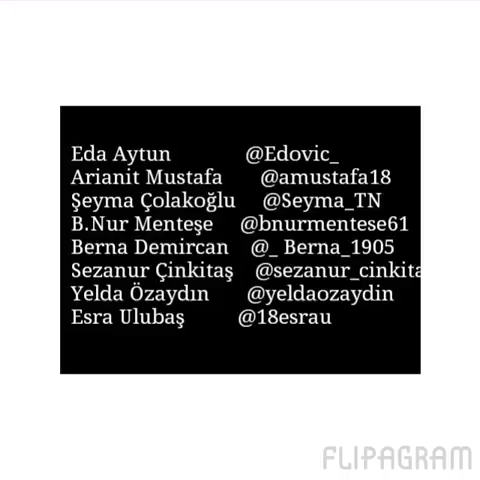 Eda Aytun @Edovic_
Arianit Mustafa @amustafa18
Şeyma Çolakoğlu @Seyma_TN
B.Nur Menteşe @bnurmentese61
Berna Demircan @_ Berna_1905
Sezanur Çinkitaş @sezanur_cinkita
Yelda Özaydın @yeldaozaydin
Esra Ulubaş @18esrau
FLIPAGRAM